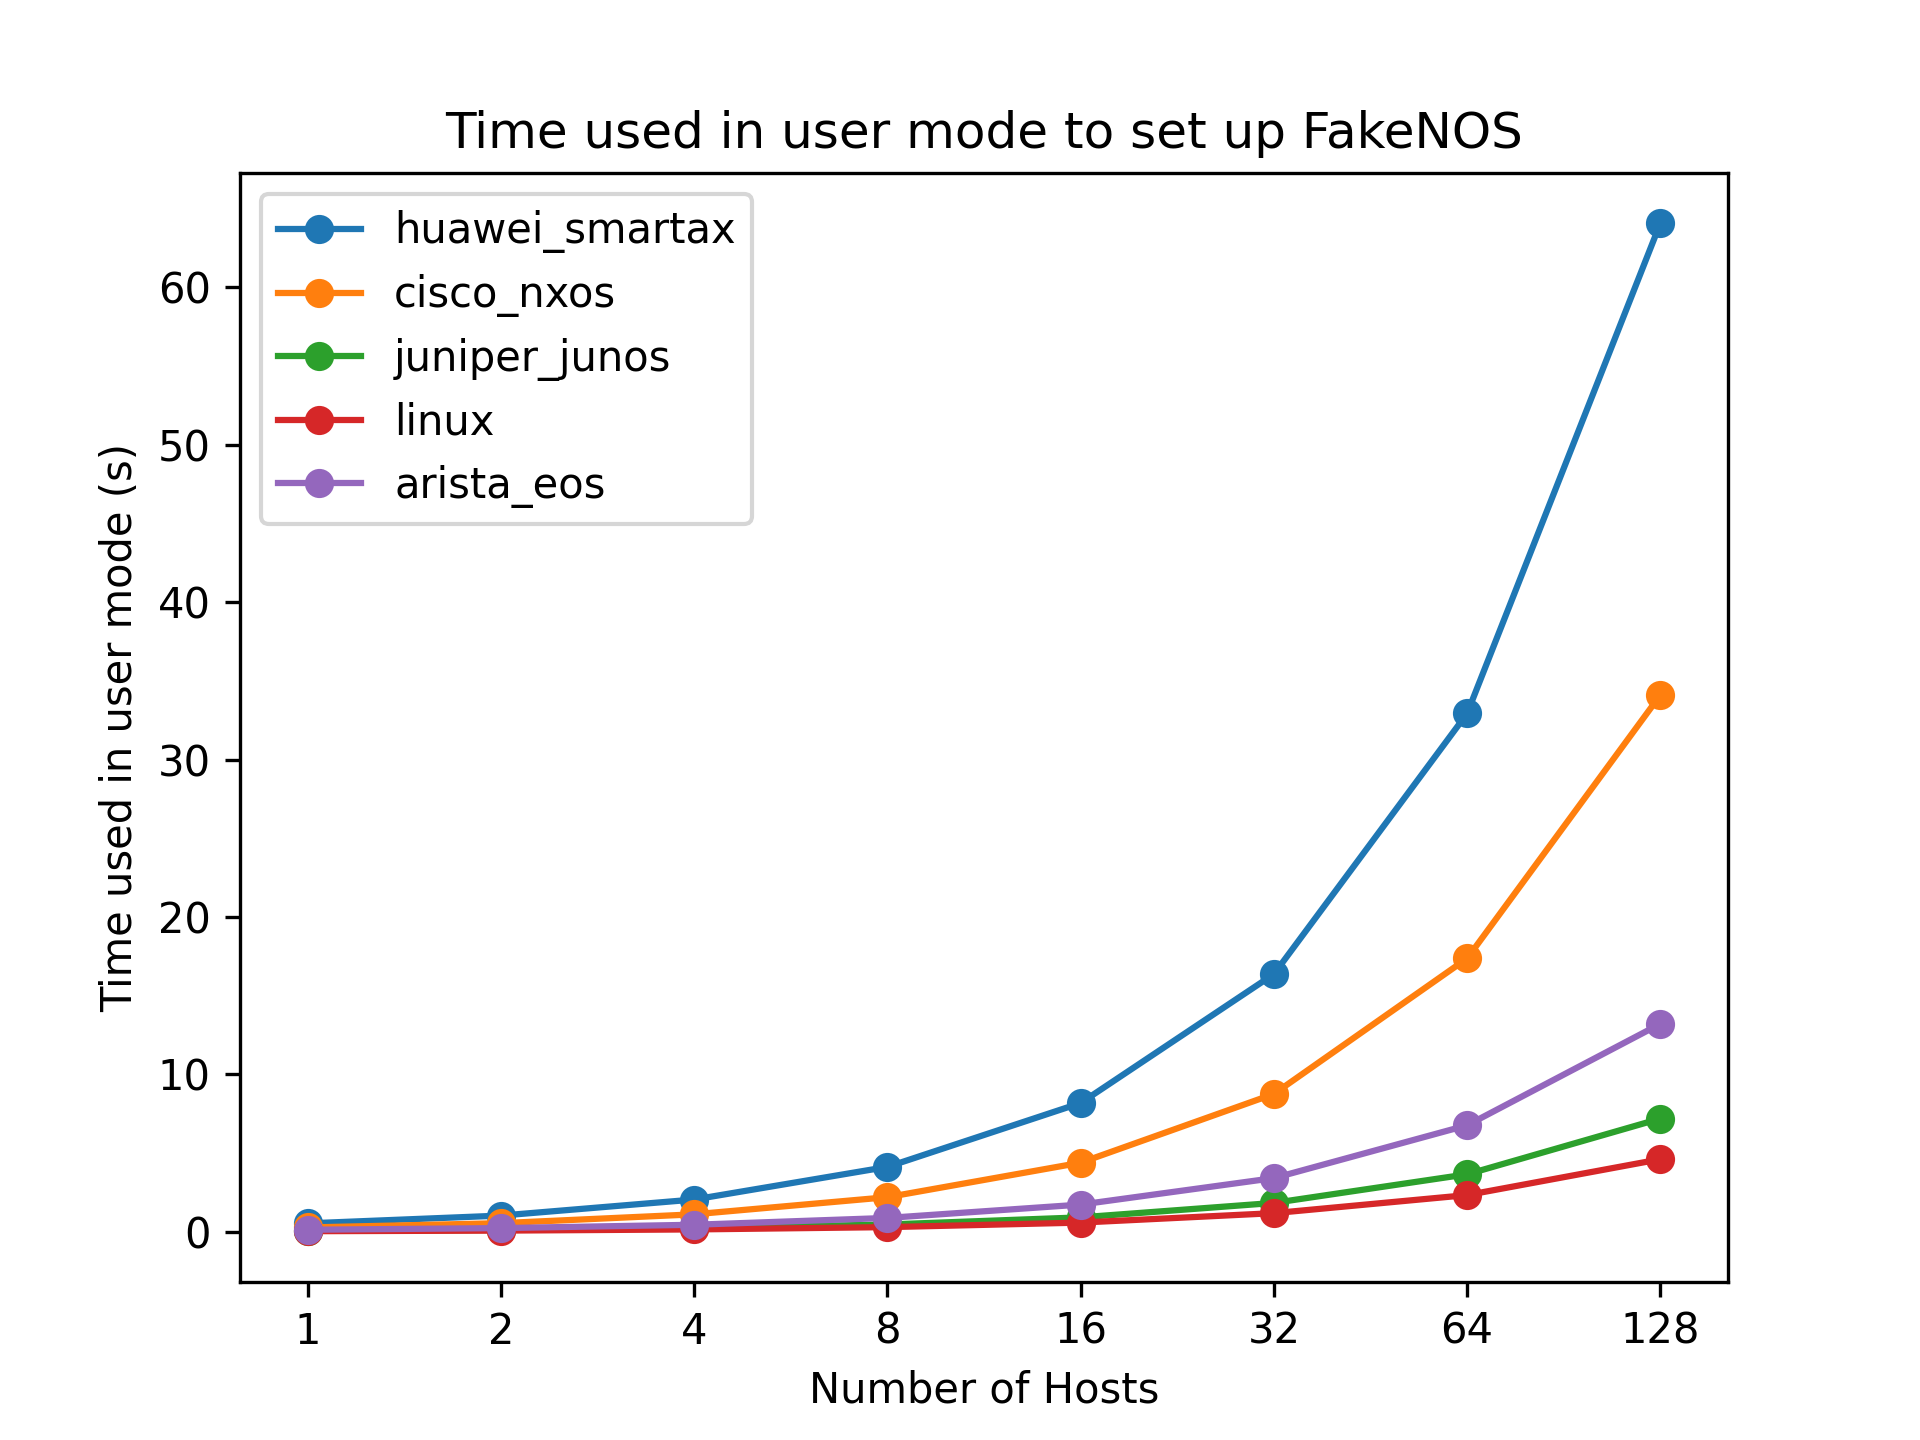 Time used in user mode to set up FakeNOS
huawei_smartax
cisco_nxos
juniper_junos
linux
arista_eos
Time used in user mode (s)
60
50
40
30
20
10
0
1 2 4 8 16 32 64 128
Number of Hosts